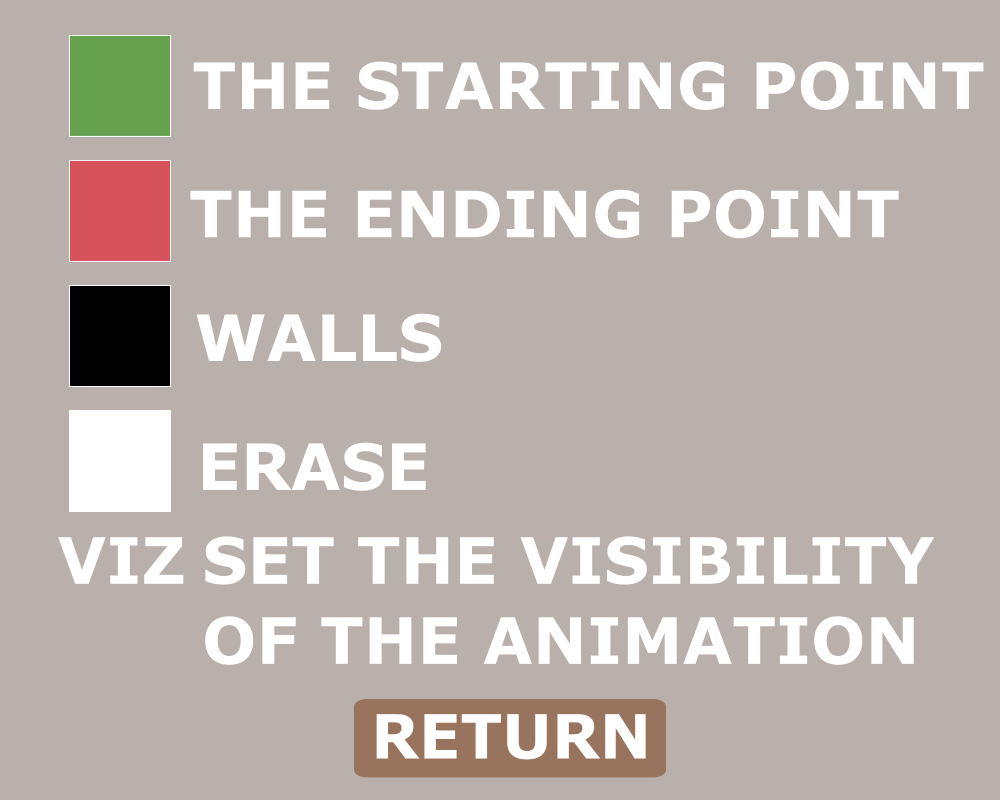 THE STARTING POINT
THE ENDING POINT
WALLS
ERASE
VIZ SET THE VISIBILITY
OF THE ANIMATION
RETURN